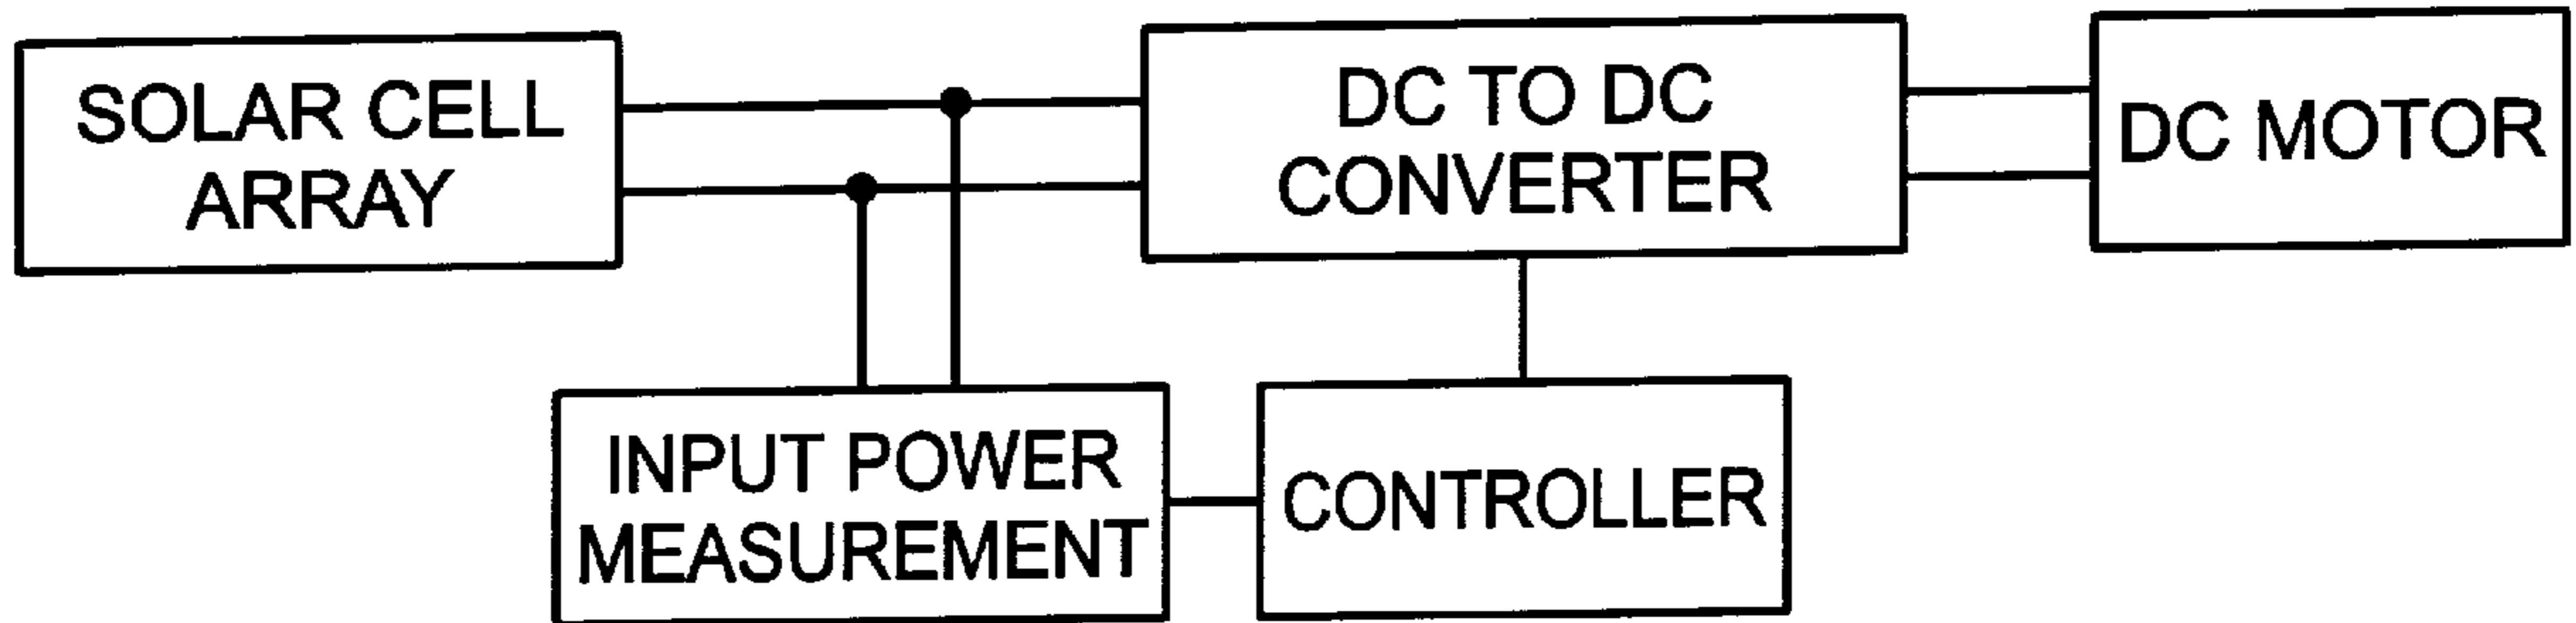 SOLAR CELL
ARRAY
DC TO DC
CONVERTER
DC MOTOR
INPUT POWER
MEASUREMENT
CONTROLLER